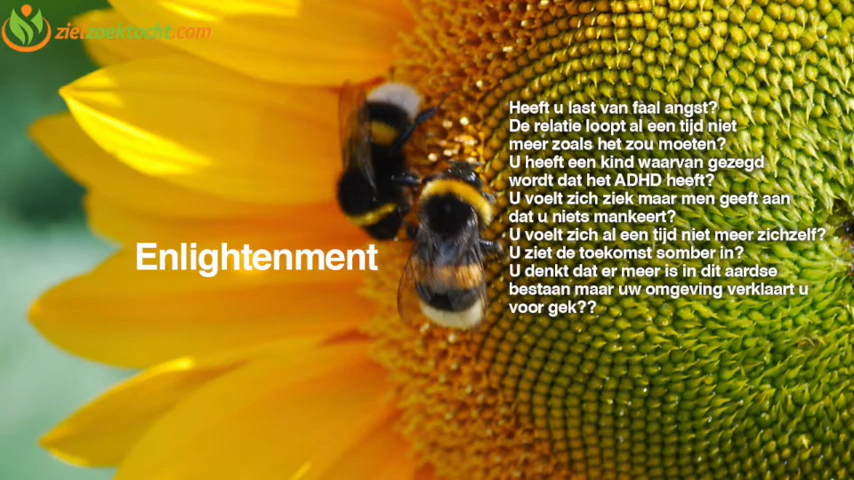 zielzoektocht.com
Heeft u last van faal angst?
De relatie loopt al een tijd niet
meer zoals het zou moeten?
U heeft een kind waarvan gezegd
wordt dat het ADHD heeft?
U voelt zich ziek maar men geeft aan
dat u niets mankeert?
U voelt zich al een tijd niet meer zichzelf?
U ziet de toekomst somber in?
U denkt dat er meer is in dit aardse
bestaan maar uw omgeving verklaart u
voor gek??
Enlightenment